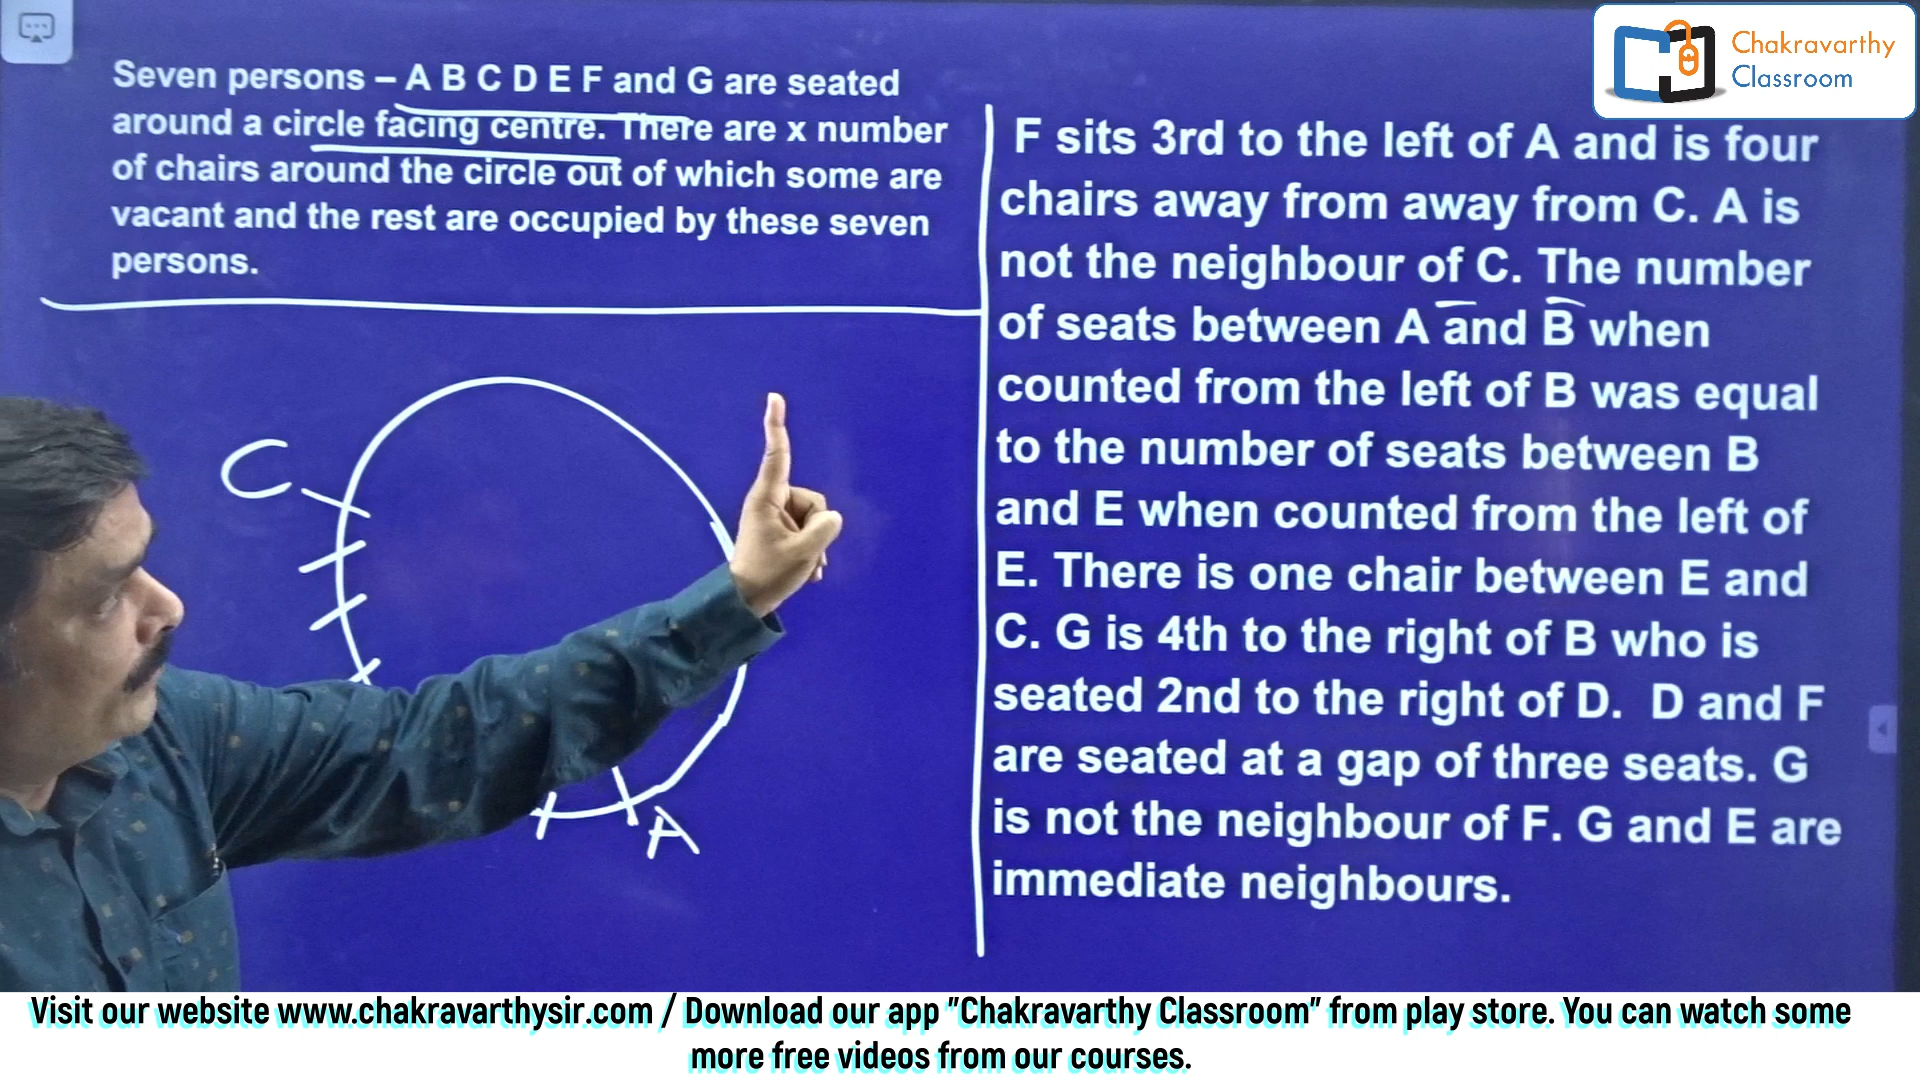 Chakravarthy
Classroom
Seven persons – A B C D E F and G are seated
around a circle facing centre. There are x number
of chairs around the circle out of which some are
vacant and the rest are occupied by these seven
persons.
F sits 3rd to the left of A and is four
chairs away from away from C. A is
not the neighbour of C. The number
of seats between A and B when
counted from the left of B was equal
to the number of seats between B
and E when counted from the left of
E. There is one chair between E and
C. G is 4th to the right of B who is
seated 2nd to the right of D. D and F
are seated at a gap of three seats. G
is not the neighbour of F. G and E are
immediate neighbours.
C
A
Visit our website www.chakravarthysir.com / Download our app "Chakravarthy Classroom" from play store. You can watch some
more free videos from our courses.